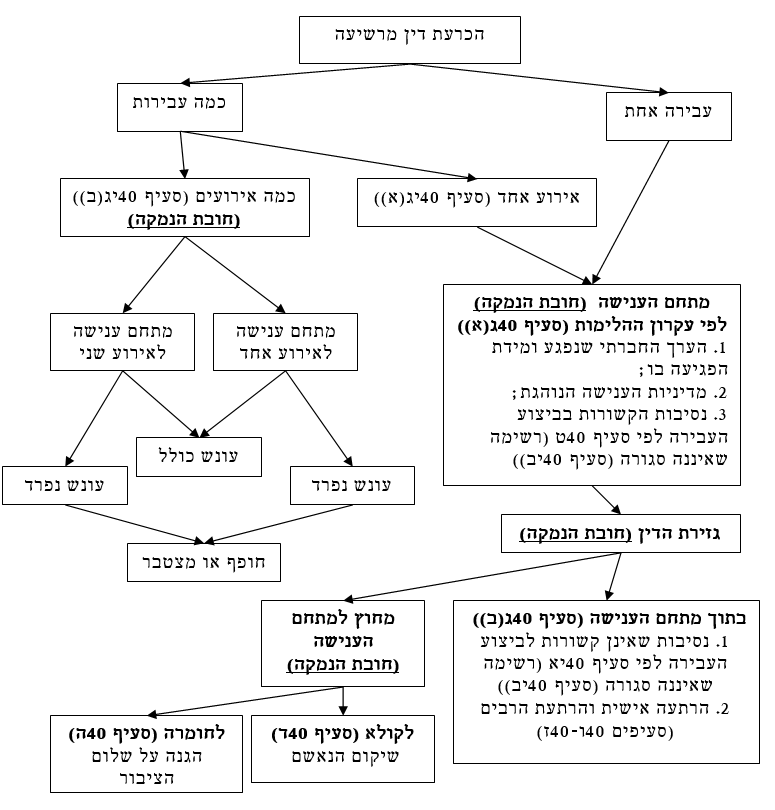 הכרעת דין מרשיעה
כמה עבירות
עבירה אחת
כמה אירועים (סעיף 40יג(ב))
(חובת הנמקה)
אירוע אחד (סעיף 40יג(א))
מתחם הענישה (חובת הנמקה)
לפי עקרון ההלימות (סעיף 40ג(א))
1. הערך החברתי שנפגע ומידת
הפגיעה בו;
2. מדיניות הענישה הנוהגת;
3. נסיבות הקשורות בביצוע
העבירה לפי סעיף 40ט (רשימה
שאיננה סגורה (סעיף 40יב))
מתחם ענישה
לאירוע אחד
מתחם ענישה
לאירוע שני
עונש כולל
עונש נפרד
עונש נפרד
חופף או מצטבר
גזירת הדין (חובת הנמקה)
בתוך מתחם הענישה (סעיף 40ג(ב))
1. נסיבות שאינן קשורות לביצוע
העבירה לפי סעיף 40יא (רשימה
שאיננה סגורה (סעיף 40יב))
2. הרתעה אישית והרתעת הרבים
(סעיפים 40ו-40ז)
מחוץ למתחם
הענישה
(חובת הנמקה)
לקולא (סעיף 40ד)
שיקום הנאשם
לחומרה (סעיף 40ה)
הגנה על שלום
הציבור